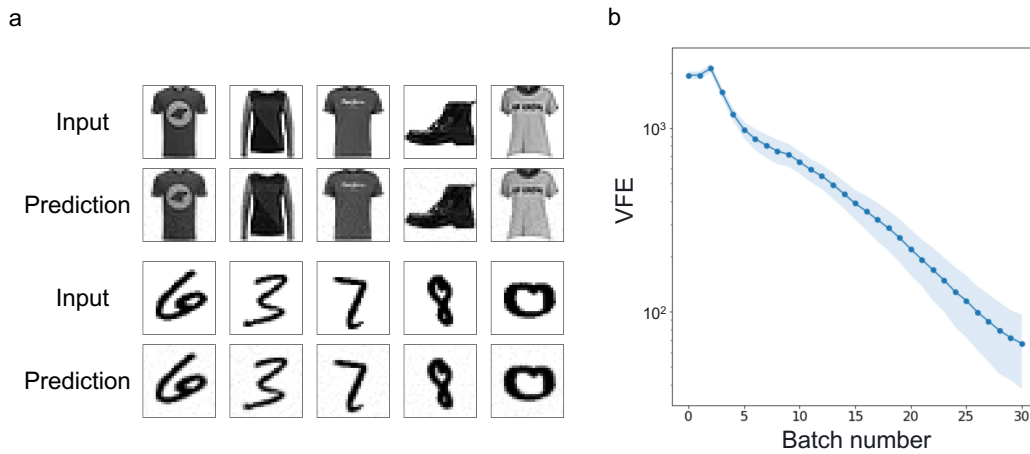 a
Input
Prediction
Input
Prediction
b
VFE
10³
10²
0 5 10 15 20 25 30
Batch number